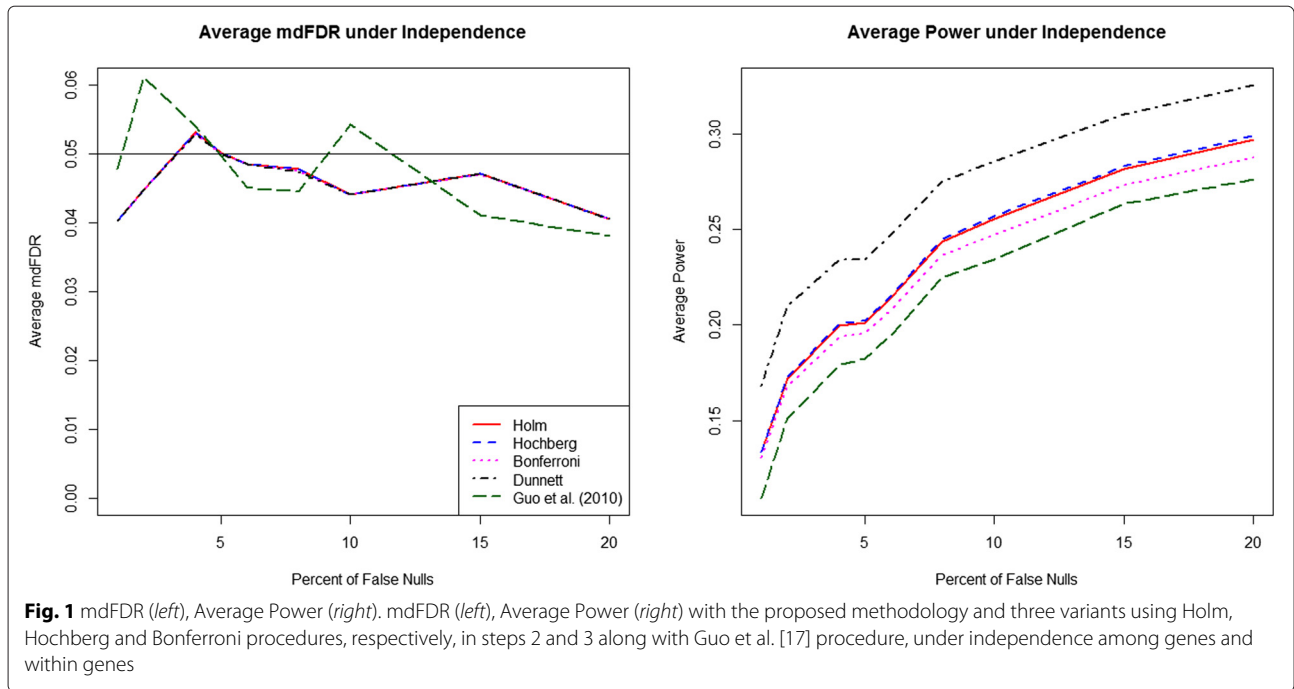 Average mdFDR under Independence
Average mdFDR
0.00
0.01
0.02
0.03
0.04
0.05
0.06
5
10
15
20
Percent of False Nulls
Holm
Hochberg
Bonferroni
Dunnett
Guo et al. (2010)
Average Power under Independence
Average Power
0.15
0.20
0.25
0.30
5
10
15
20
Percent of False Nulls
Fig. 1 mdFDR (left), Average Power (right). mdFDR (left), Average Power (right) with the proposed methodology and three variants using Holm,
Hochberg and Bonferroni procedures, respectively, in steps 2 and 3 along with Guo et al. [17] procedure, under independence among genes and
within genes